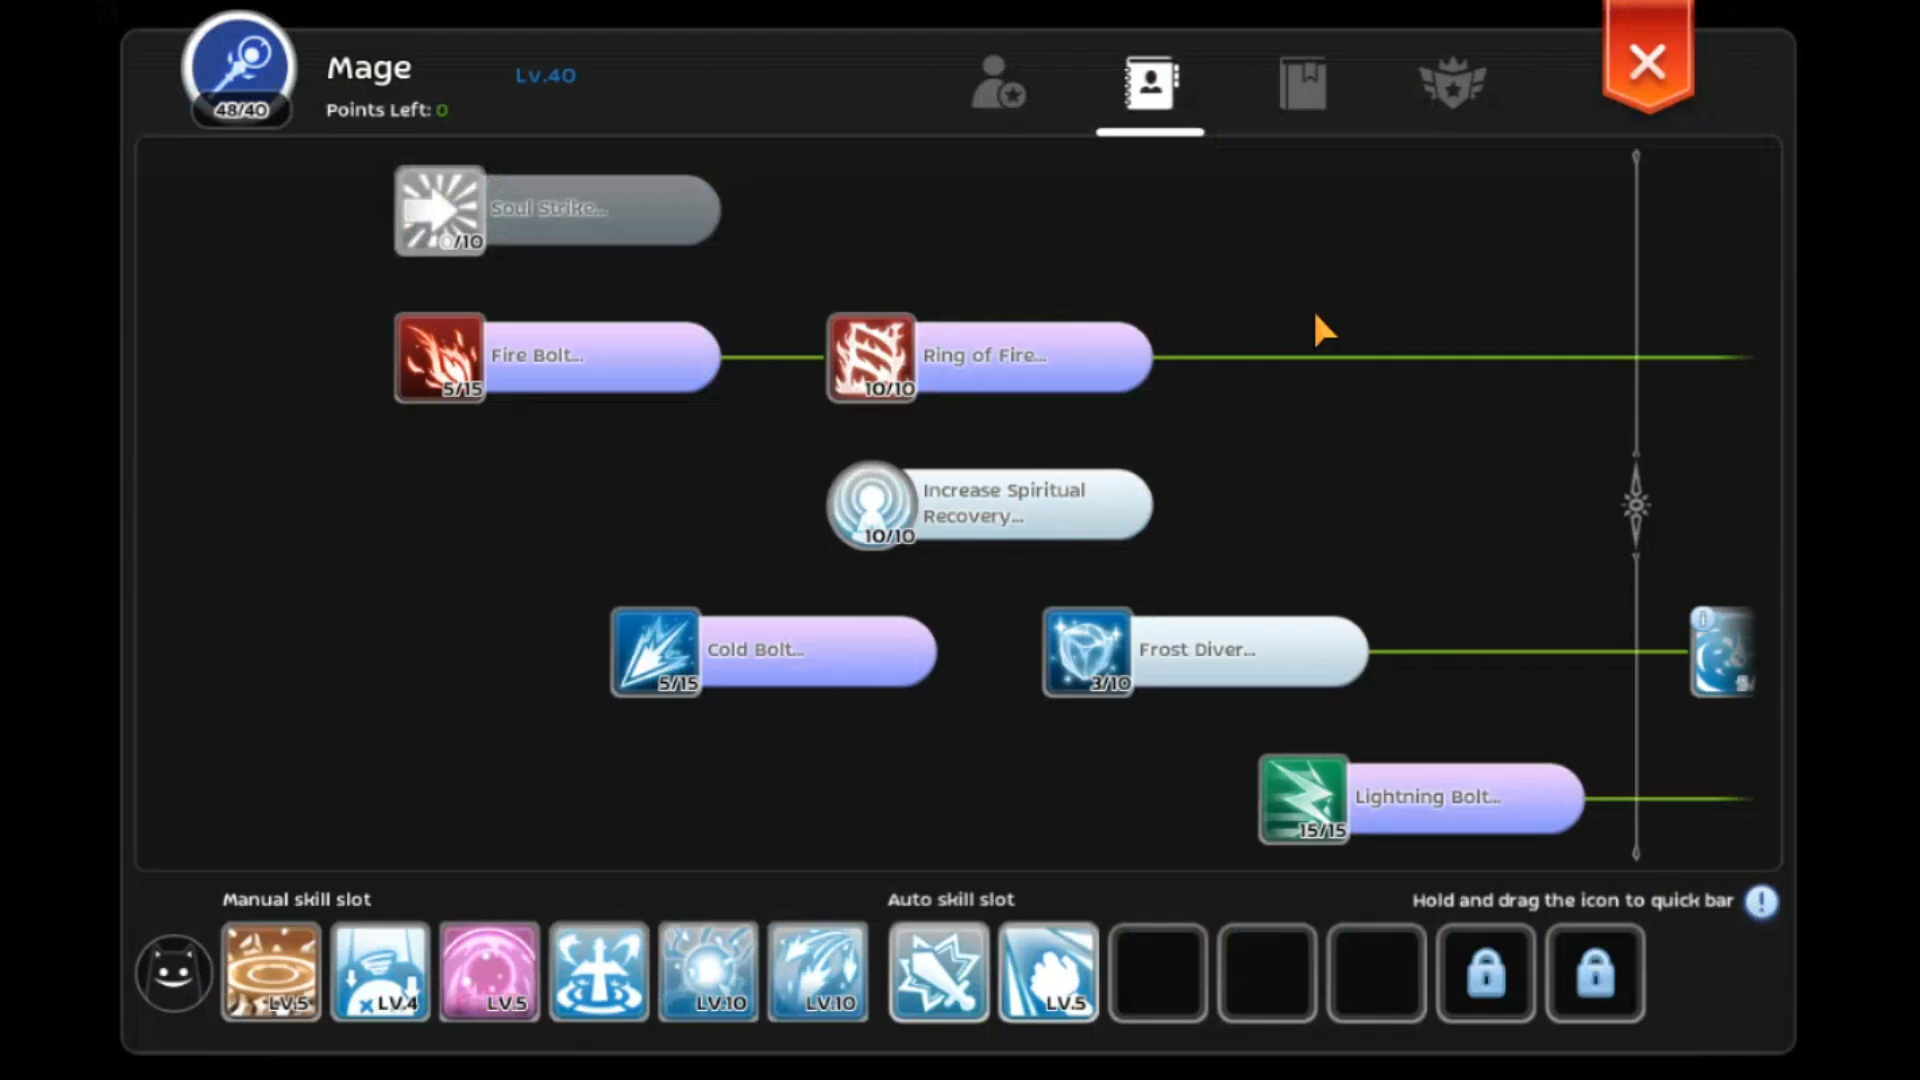 Mage
Lv.40
48/40
Points Left: 0
Soul Strike...
0/10
Fire Bolt...
5/15
Ring of Fire...
10/10
Increase Spiritual
Recovery...
10/10
Cold Bolt...
5/15
Frost Diver...
3/10
Lightning Bolt...
15/15
Manual skill slot
Auto skill slot
Hold and drag the icon to quick bar
LV.5
LV.4
LV.5
LV.10
LV.10
LV.5